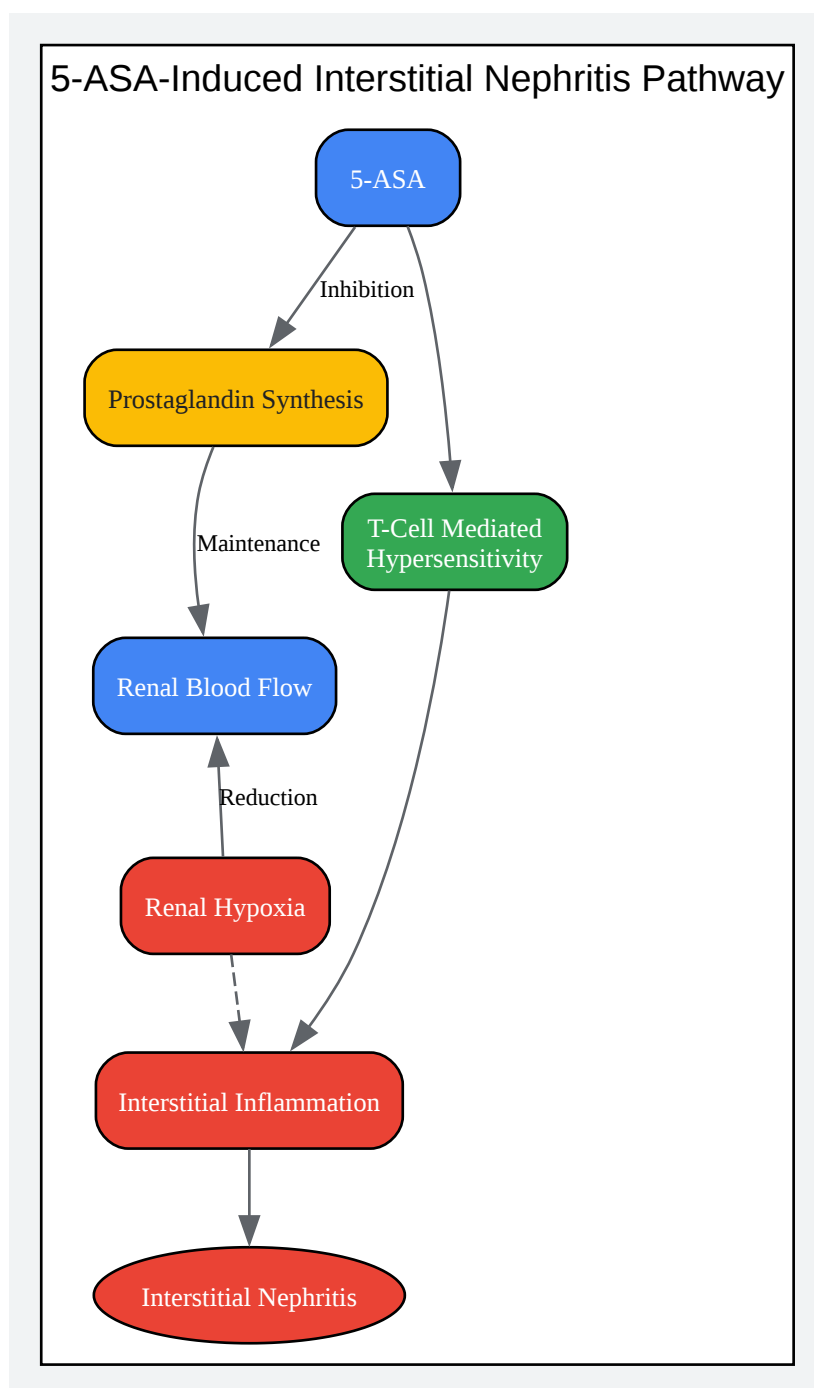 5-ASA-Induced Interstitial Nephritis Pathway
5-ASA
Inhibition
Prostaglandin Synthesis
T-Cell Mediated
Hypersensitivity
Maintenance
Renal Blood Flow
Reduction
Renal Hypoxia
Interstitial Inflammation
Interstitial Nephritis